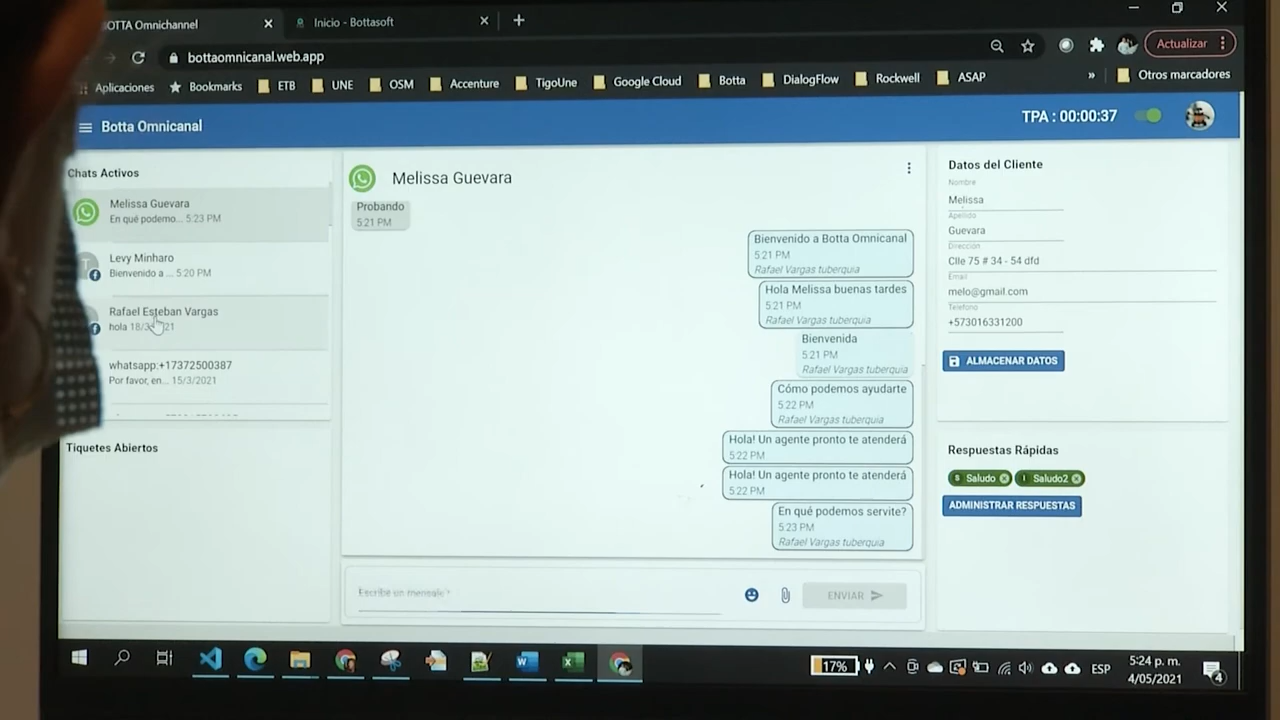 OTTA Omnichannel
Inicio - Bottasoft
bottaomnicanal.web.app
Actualizar
Aplicaciones
Bookmarks
ETB
UNE
OSM
Accenture
TigoUne
Google Cloud
Botta
DialogFlow
Rockwell
ASAP
»
Otros marcadores
Botta Omnicanal
TPA : 00:00:37
Chats Activos
Melissa Guevara
En qué podemo... 5:23 PM
Levy Minharo
Bienvenido a ... 5:20 PM
Rafael Esteban Vargas
hola
whatsapp:+17372500387
Por favor, en... 15/3/2021
Tiquetes Abiertos
Melissa Guevara
Probando
5:21 PM
Bienvenido a Botta Omnicanal
5:21 PM
Rafael Vargas tuberquia
Hola Melissa buenas tardes
5:21 PM
Rafael Vargas tuberquia
Bienvenida
5:21 PM
Rafael Vargas tuberquia
Cómo podemos ayudarte
5:22 PM
Rafael Vargas tuberquia
Hola! Un agente pronto te atenderá
5:22 PM
Hola! Un agente pronto te atenderá
5:22 PM
En qué podemos servite?
5:23 PM
Rafael Vargas tuberquia
Escribe un mensaje*
ENVIAR
Datos del Cliente
Nombre
Melissa
Apellido
Guevara
Dirección
Clle 75 # 34 - 54 dfd
Email
melo@gmail.com
Telefono
+573016331200
ALMACENAR DATOS
Respuestas Rápidas
S Saludo
I Saludo2
ADMINISTRAR RESPUESTAS
17%
ESP
5:24 p. m.
4/05/2021
4